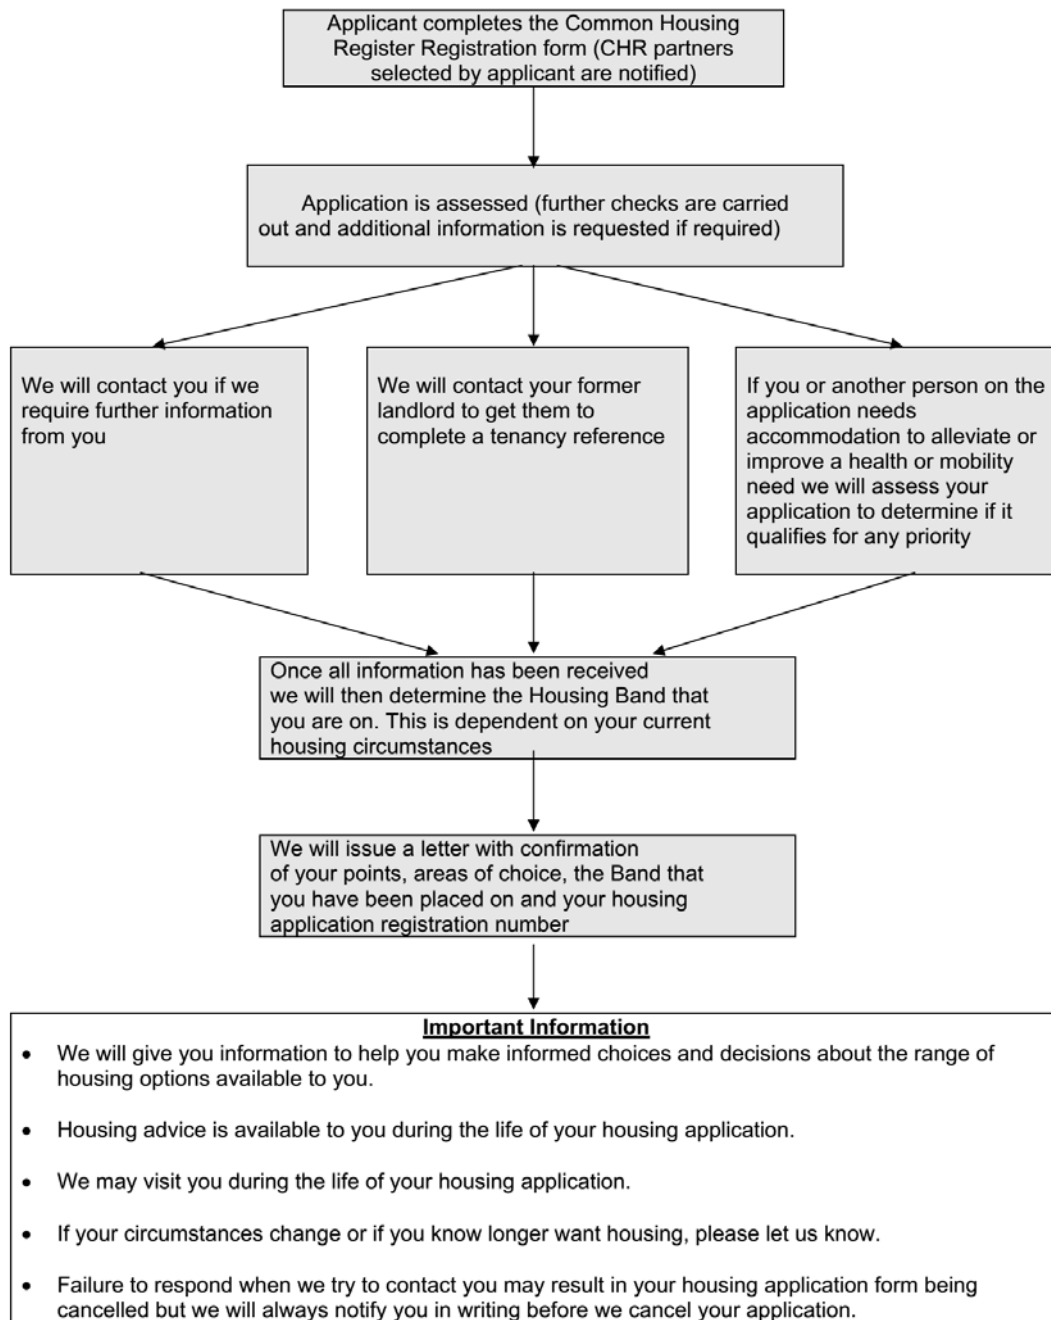 Applicant completes the Common Housing
Register Registration form (CHR partners
selected by applicant are notified)
Application is assessed (further checks are carried
out and additional information is requested if required)
We will contact you if we
require further information
from you
We will contact your former
landlord to get them to
complete a tenancy reference
If you or another person on the
application needs
accommodation to alleviate or
improve a health or mobility
need we will assess your
application to determine if it
qualifies for any priority
Once all information has been received
we will then determine the Housing Band that
you are on. This is dependent on your current
housing circumstances
We will issue a letter with confirmation
of your points, areas of choice, the Band that
you have been placed on and your housing
application registration number
Important Information
• We will give you information to help you make informed choices and decisions about the range of
housing options available to you.
• Housing advice is available to you during the life of your housing application.
• We may visit you during the life of your housing application.
• If your circumstances change or if you know longer want housing, please let us know.
• Failure to respond when we try to contact you may result in your housing application form being
cancelled but we will always notify you in writing before we cancel your application.